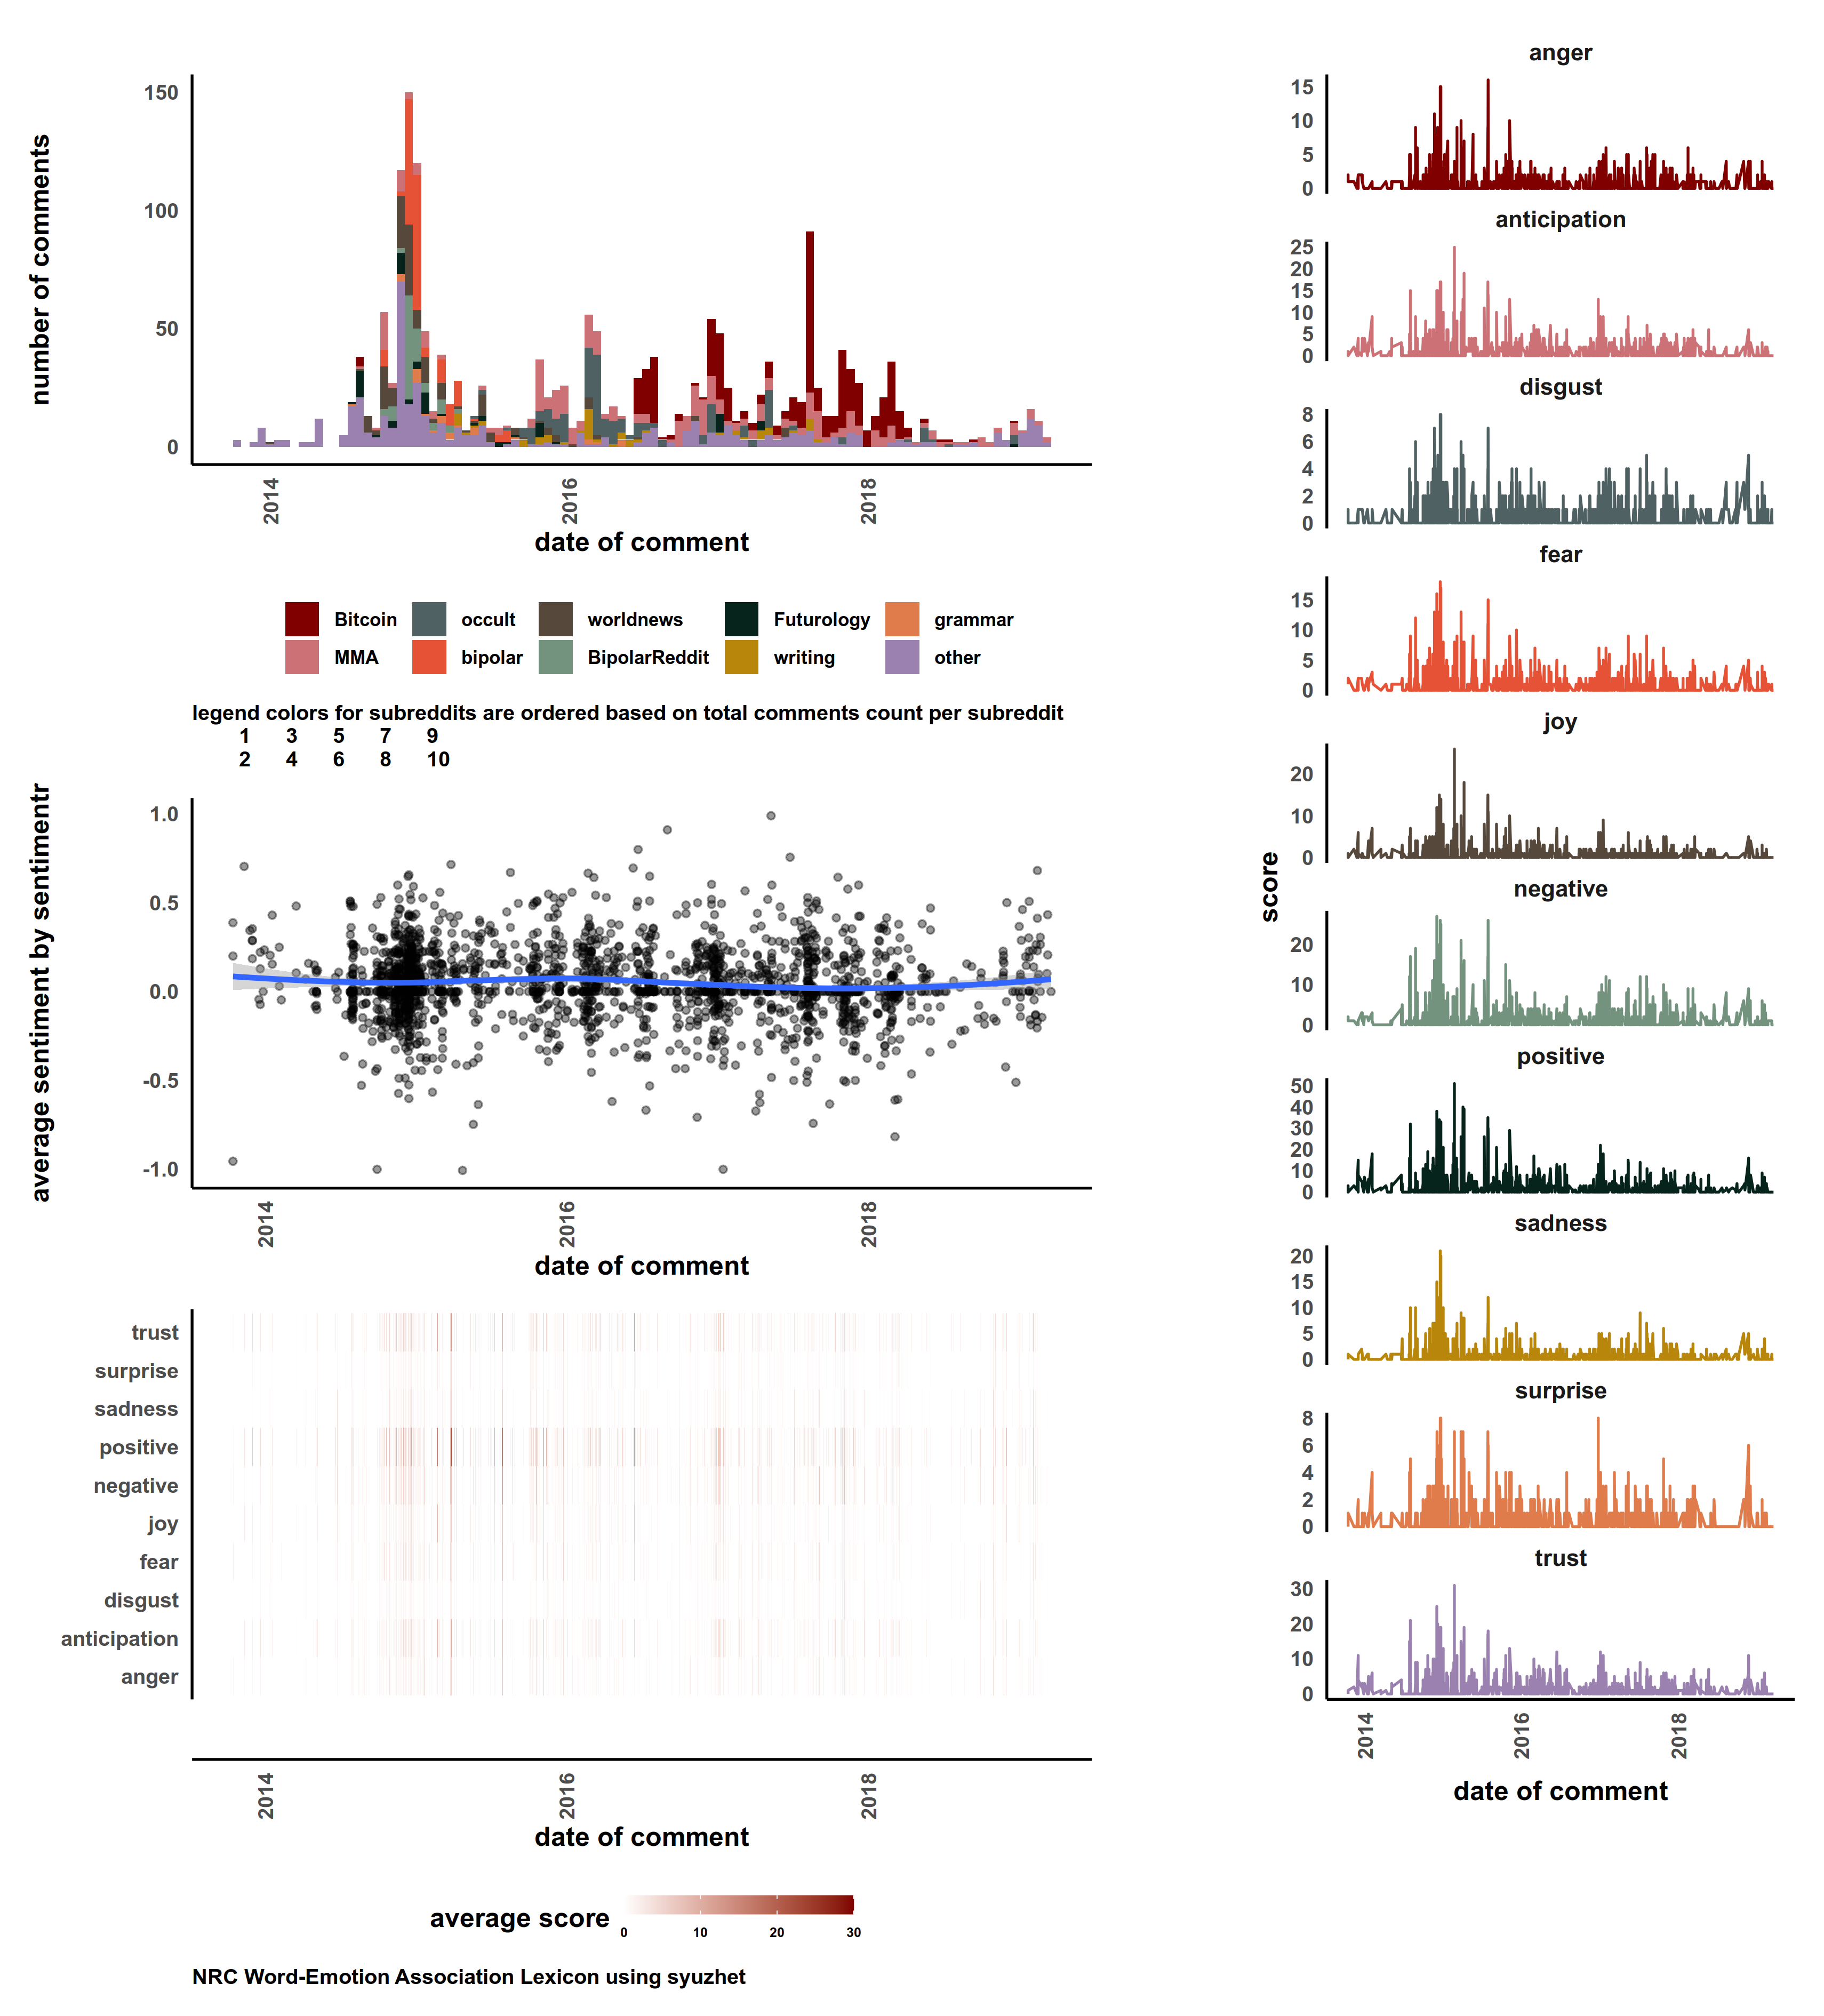 number of comments
150
100
50
0
2014 2016 2018
date of comment
Bitcoin occult worldnews Futurology grammar
MMA bipolar BipolarReddit writing other
legend colors for subreddits are ordered based on total comments count per subreddit
1 3 5 7 9
2 4 6 8 10
average sentiment by sentimentr
1.0
0.5
0.0
-0.5
-1.0
2014 2016 2018
date of comment
trust
surprise
sadness
positive
negative
joy
fear
disgust
anticipation
anger
2014 2016 2018
date of comment
average score
0 10 20 30
NRC Word-Emotion Association Lexicon using syuzhet
score
anger
15
10
5
0
anticipation
25
20
15
10
5
0
disgust
8
6
4
2
0
fear
15
10
5
0
joy
20
10
0
negative
20
10
0
positive
50
40
30
20
10
0
sadness
20
15
10
5
0
surprise
8
6
4
2
0
trust
30
20
10
0
2014 2016 2018
date of comment